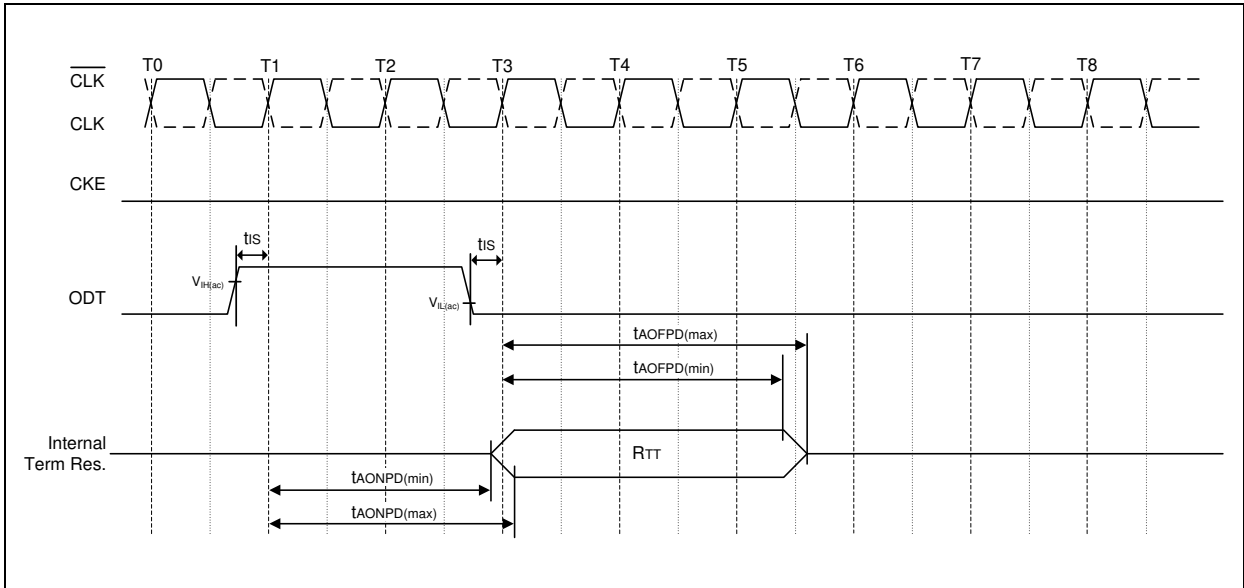 T0 T1 T2 T3 T4 T5 T6 T7 T8
CLK
CLK
CKE
tIS tIS
VIH(ac)
ODT
VIL(ac)
tAOFPD(max)
tAOFPD(min)
Internal
Term Res.
RTT
tAONPD(min)
tAONPD(max)